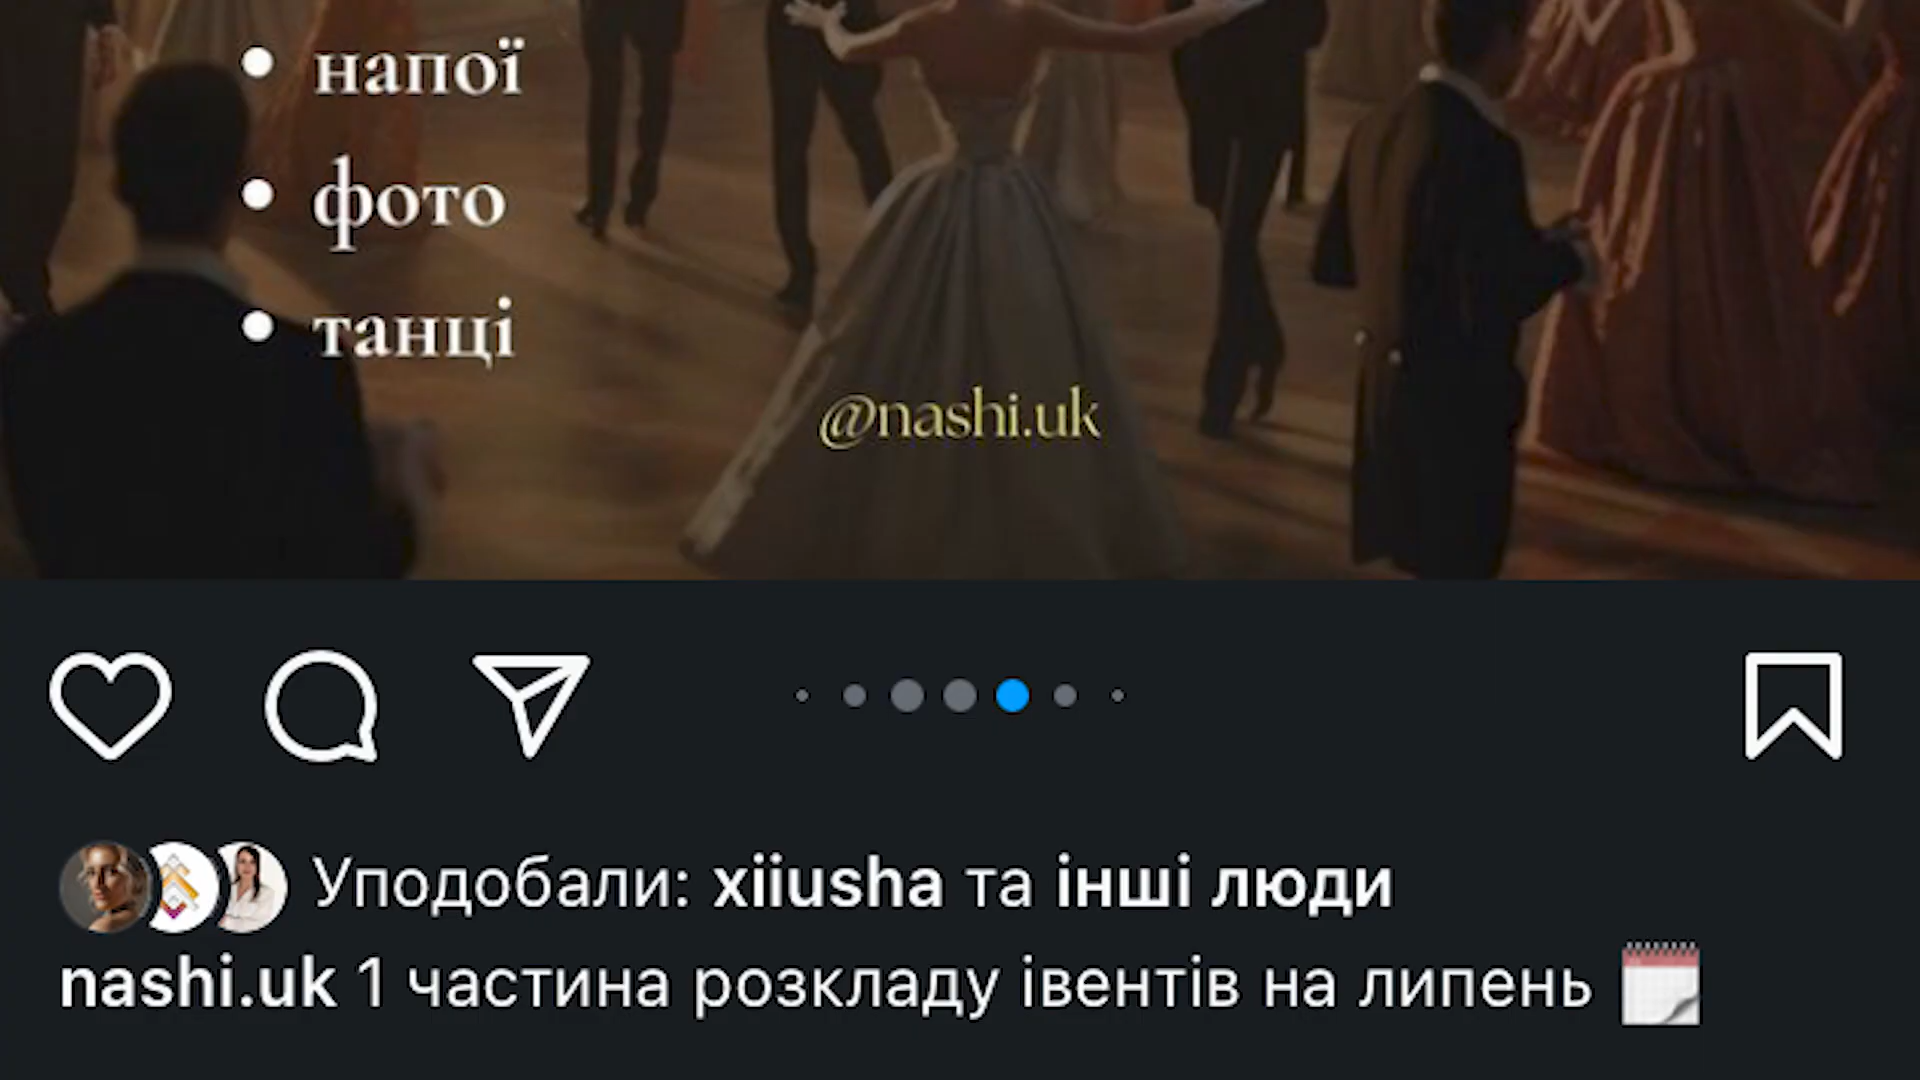 • напої
• фото
• танці
@nashi.uk
Уподобали: xiiusha та інші люди
nashi.uk 1 частина розкладу івентів на липень